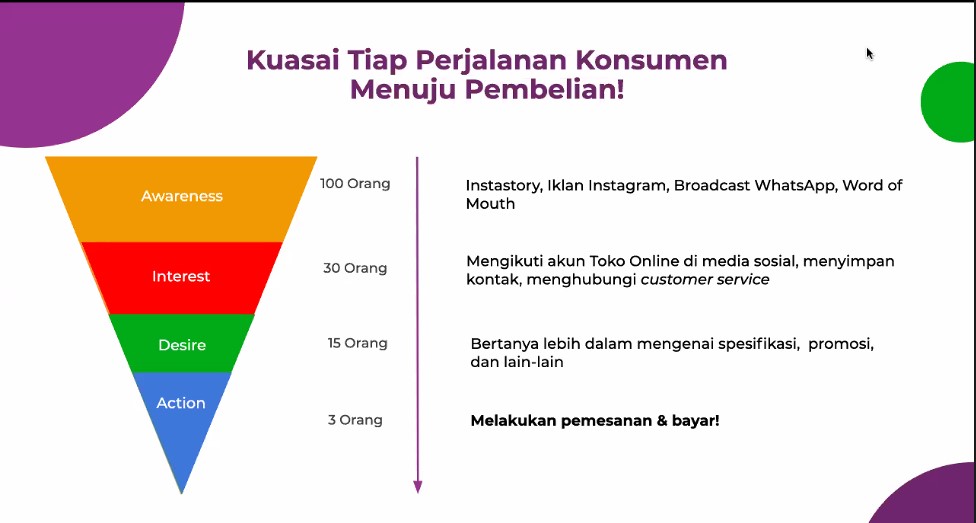 Kuasai Tiap Perjalanan Konsumen
Menuju Pembelian!
Awareness
100 Orang
Instastory, Iklan Instagram, Broadcast WhatsApp, Word of
Mouth
Interest
30 Orang
Mengikuti akun Toko Online di media sosial, menyimpan
kontak, menghubungi customer service
Desire
15 Orang
Bertanya lebih dalam mengenai spesifikasi, promosi,
dan lain-lain
Action
3 Orang
Melakukan pemesanan & bayar!